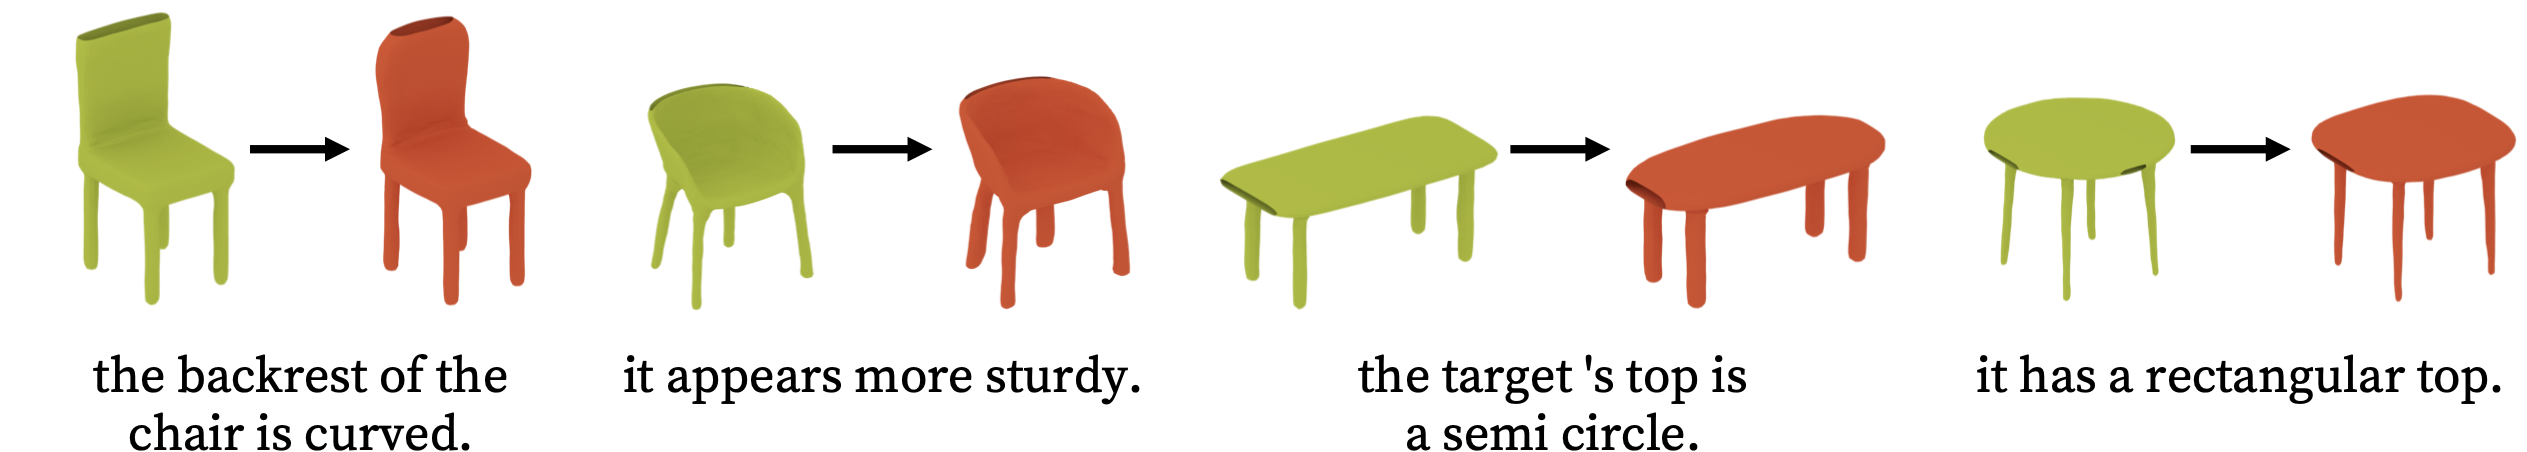 the backrest of the
chair is curved.
it appears more sturdy.
the target 's top is
a semi circle.
it has a rectangular top.